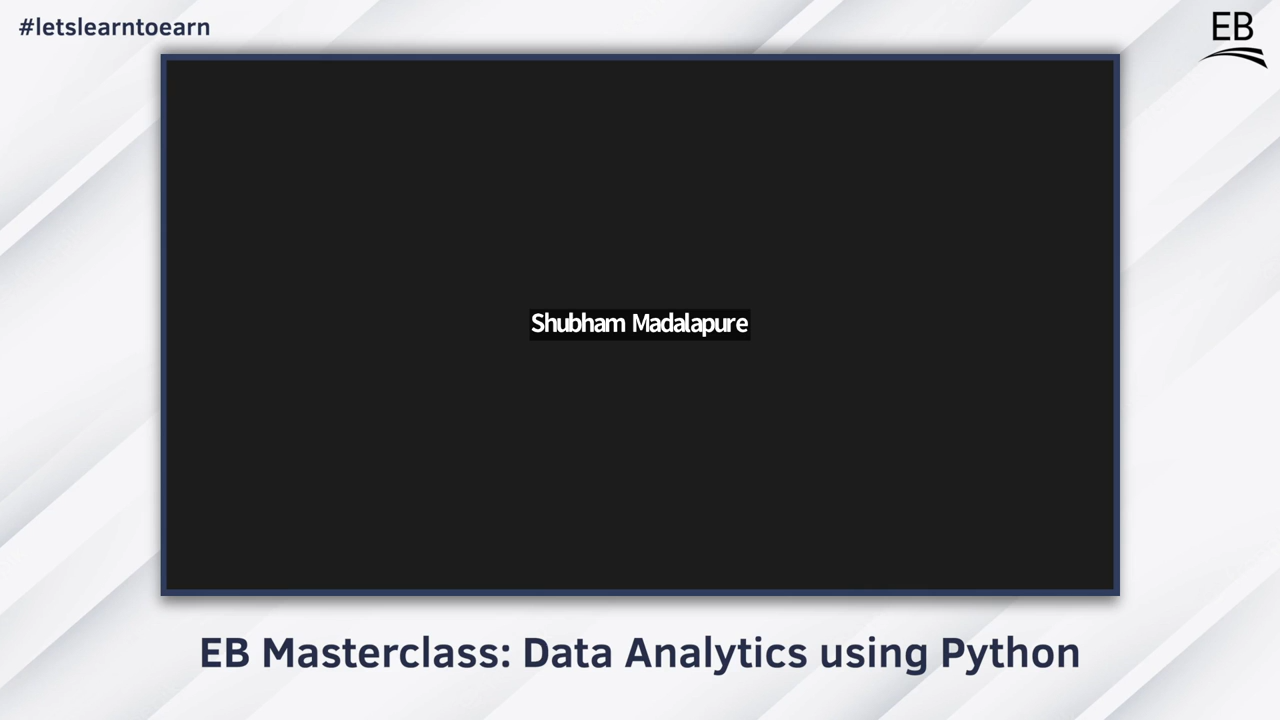 #letslearntoearn
EB
Shubham Madalapure
EB Masterclass: Data Analytics using Python